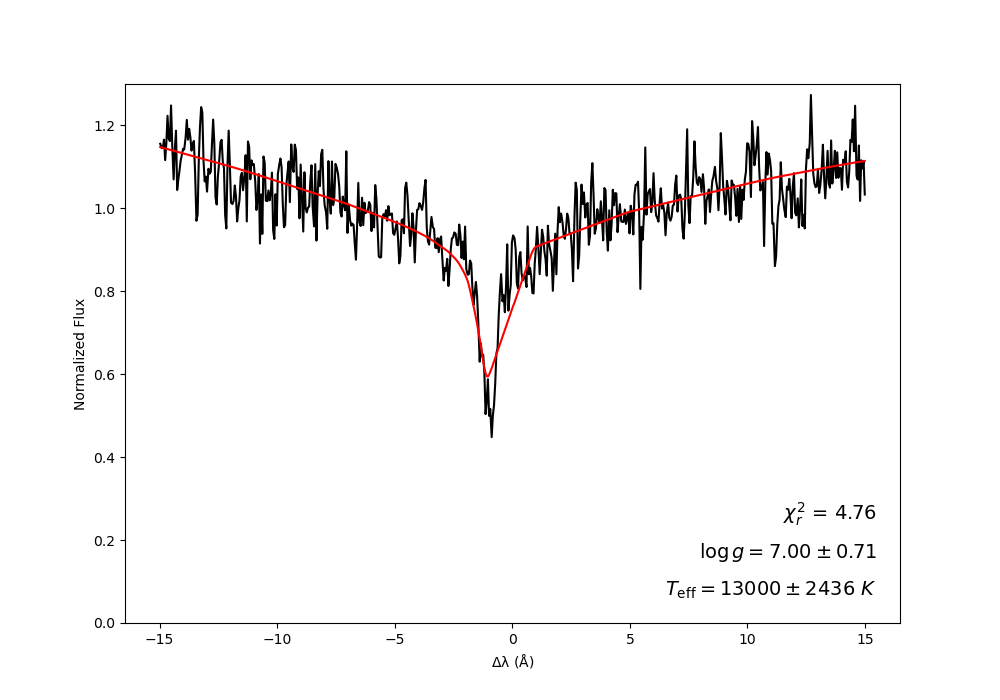 1.2
1.0
0.8
0.6
0.4
0.2
0.0
Normalized Flux
χ²ᵣ = 4.76
log g = 7.00 ± 0.71
T_eff = 13000 ± 2436 K
−15 −10 −5 0 5 10 15
Δλ (Å)